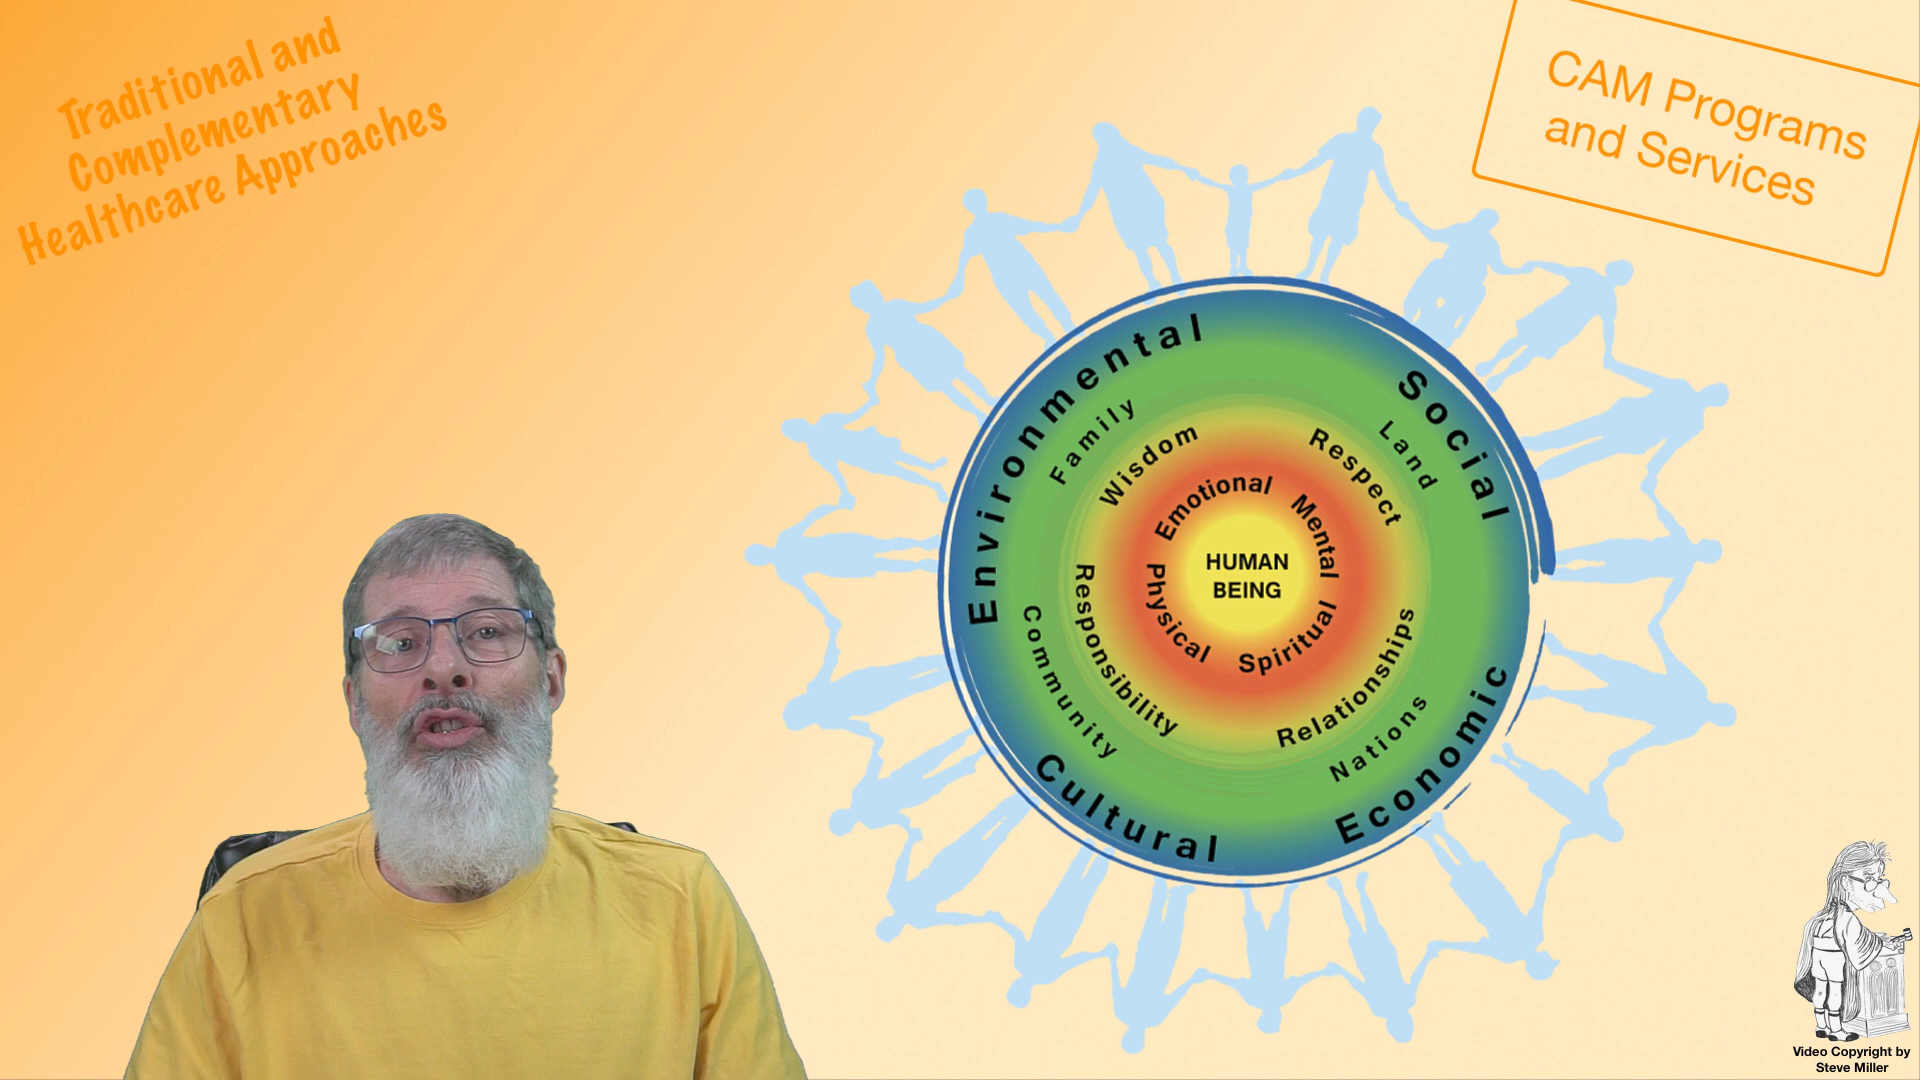 Traditional and
Complementary
Healthcare Approaches
CAM Programs
and Services
Environmental
Social
Family
Land
Wisdom
Respect
Emotional
Mental
HUMAN
BEING
Physical
Spiritual
Responsibility
Relationships
Community
Nations
Cultural
Economic
Video Copyright by
Steve Miller